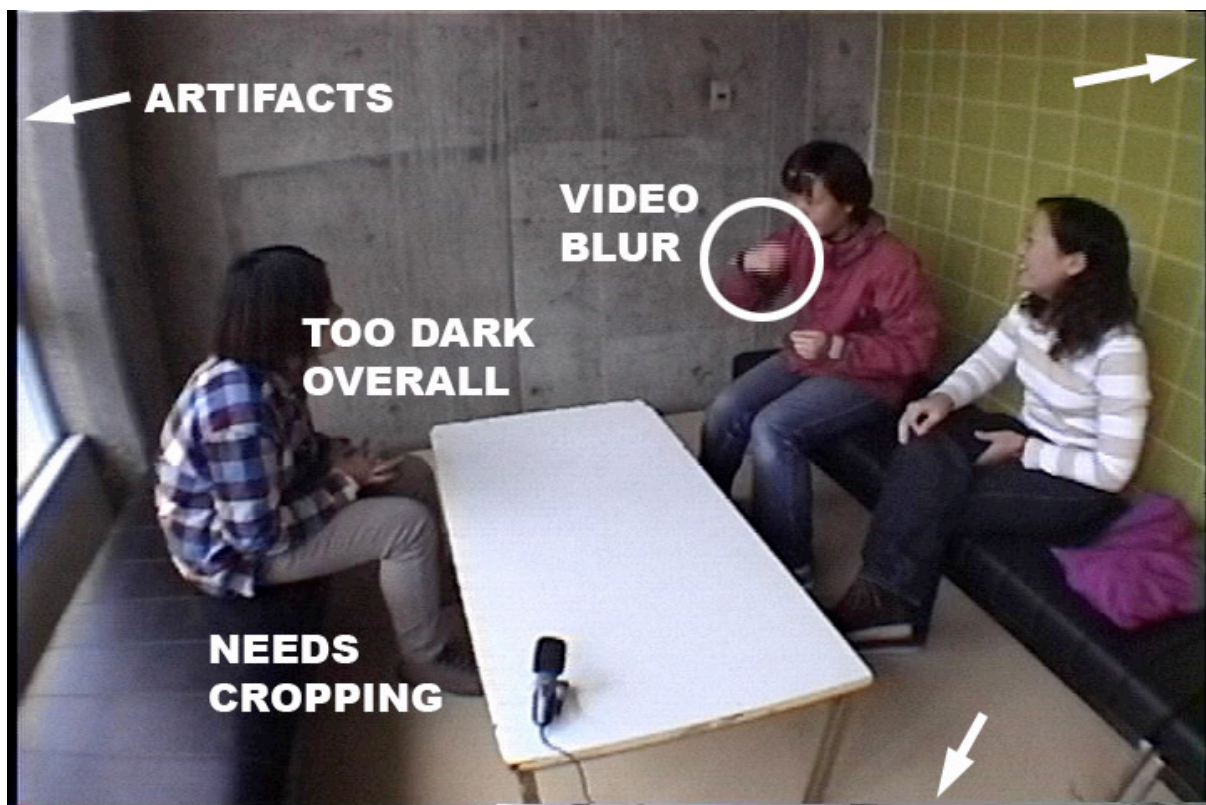 ARTIFACTS
VIDEO
BLUR
TOO DARK
OVERALL
NEEDS
CROPPING